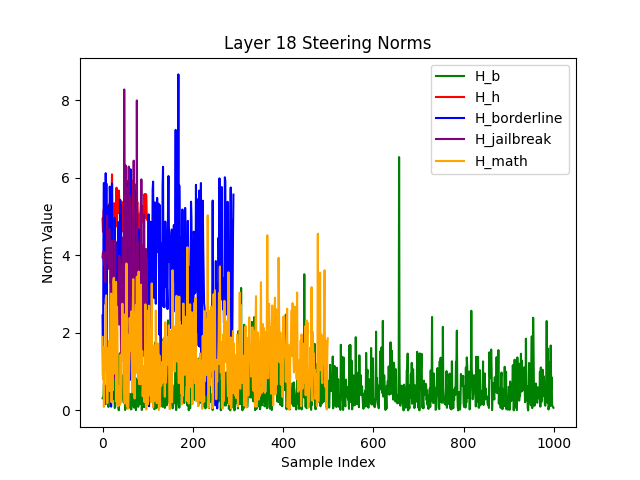 Layer 18 Steering Norms
H_b
H_h
H_borderline
H_jailbreak
H_math
Norm Value
8
6
4
2
0
0 200 400 600 800 1000
Sample Index